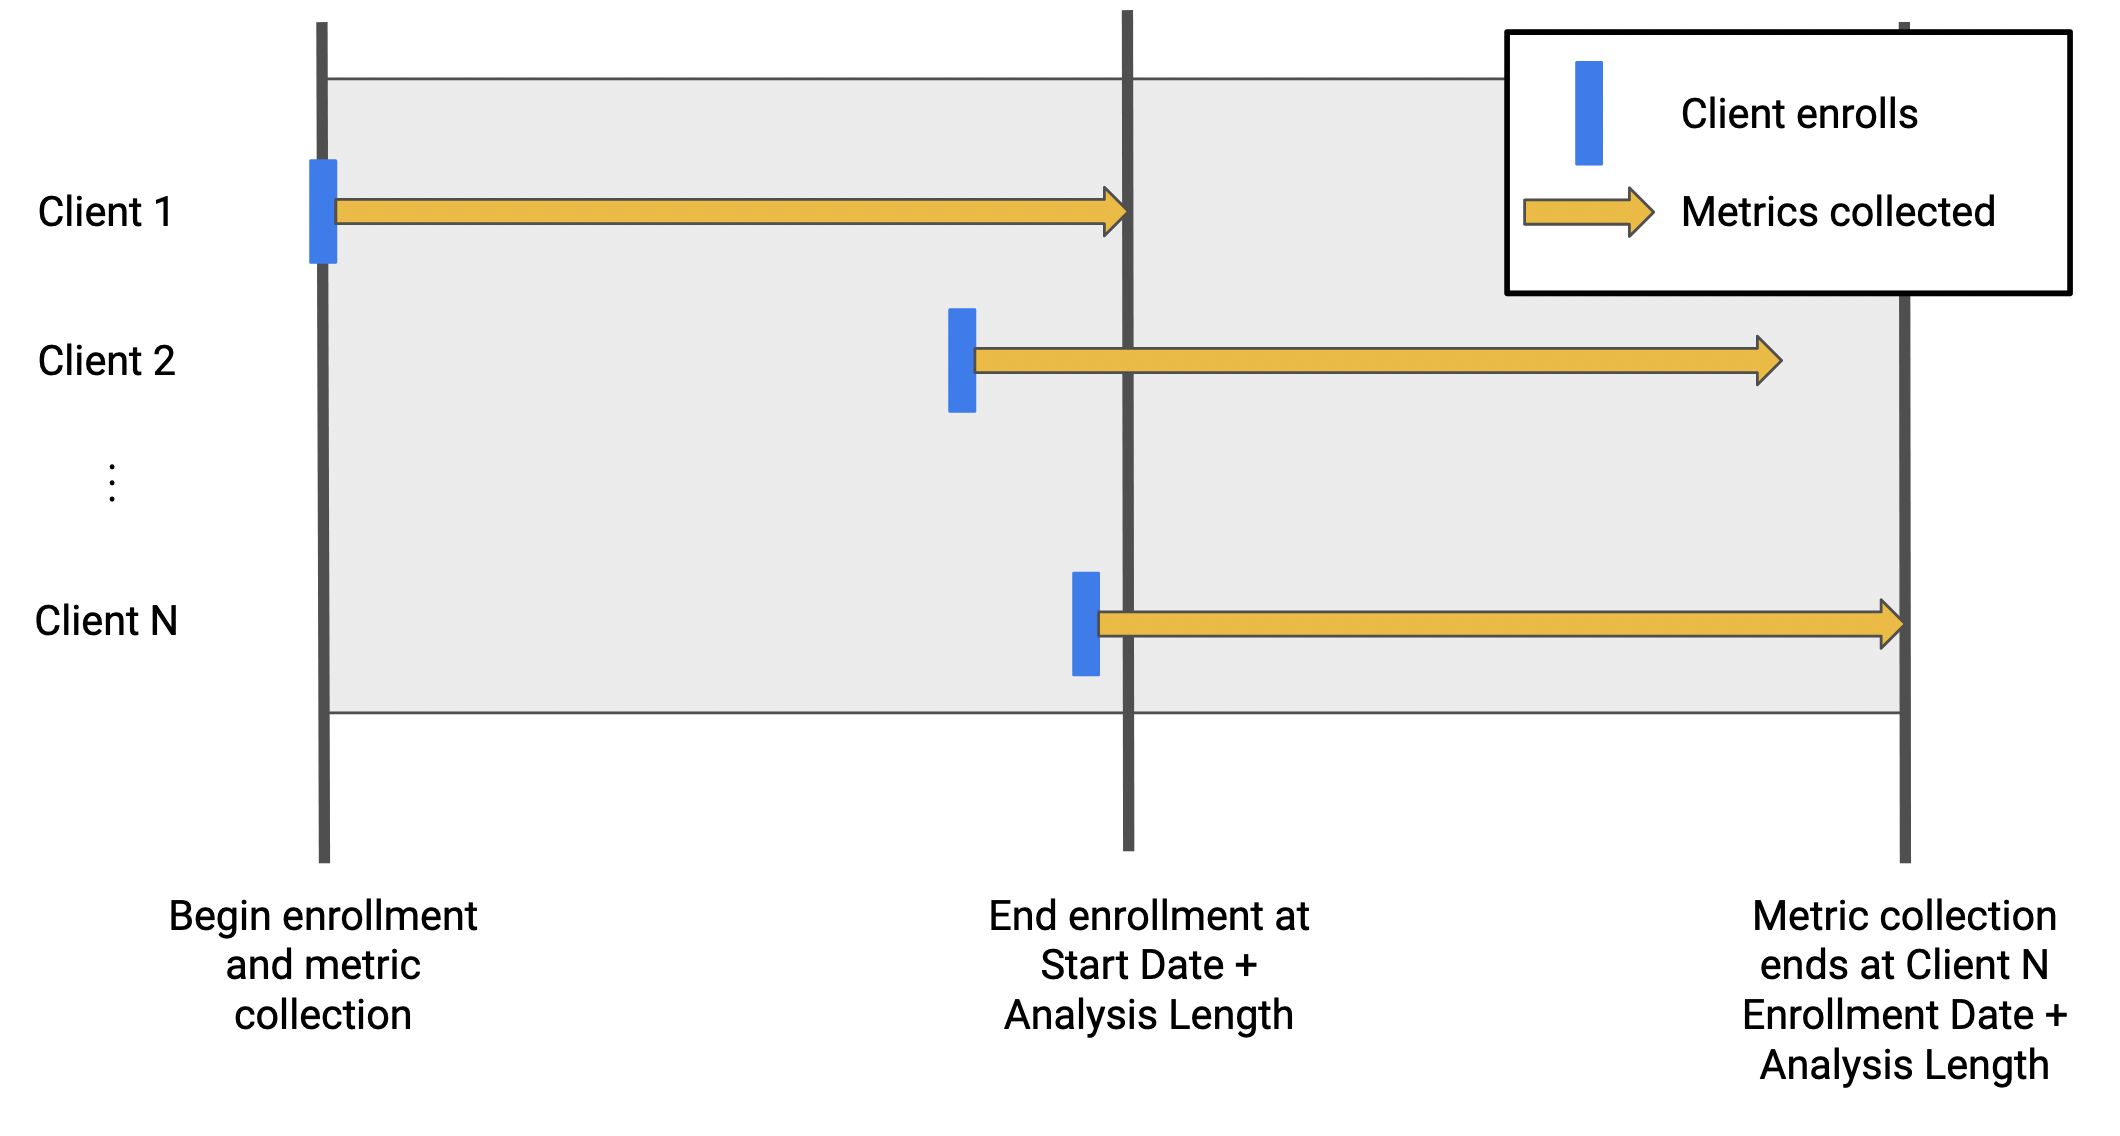 Client enrolls
Metrics collected
Client 1
Client 2
⋮
Client N
Begin enrollment
and metric
collection
End enrollment at
Start Date +
Analysis Length
Metric collection
ends at Client N
Enrollment Date +
Analysis Length